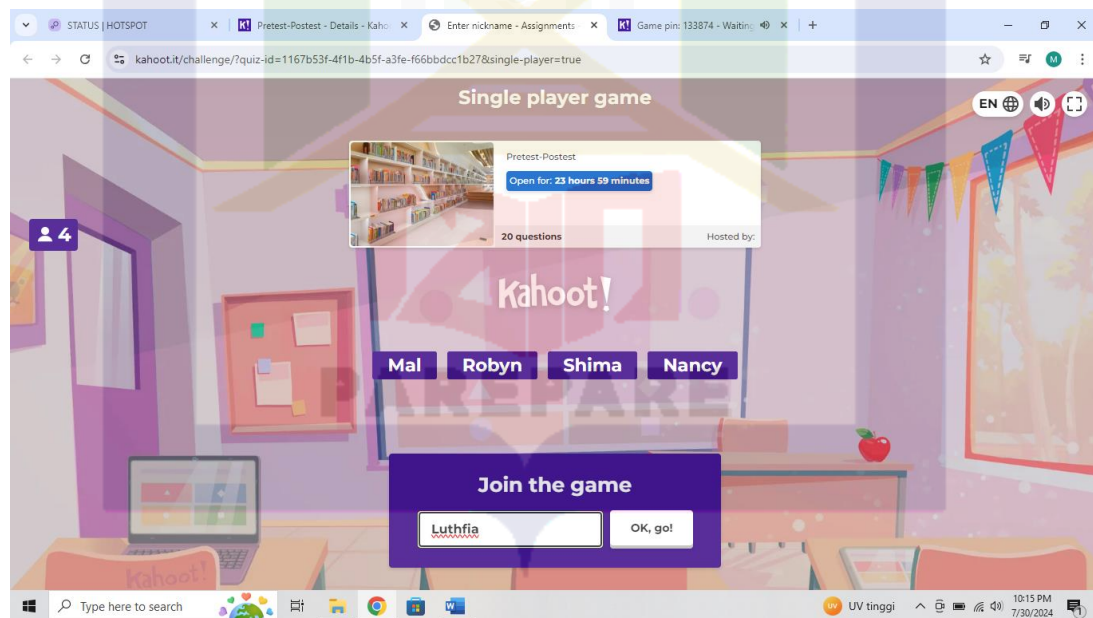 STATUS | HOTSPOT
Pretest-Postest - Details - Kaho
Enter nickname - Assignments -
Game pin: 133874 - Waiting
kahoot.it/challenge/?quiz-id=1167b53f-4f1b-4b5f-a3fe-f66bbdcc1b27&single-player=true
M
Single player game
EN
Pretest-Postest
Open for: 23 hours 59 minutes
20 questions
Hosted by:
4
Kahoot!
Mal Robyn Shima Nancy
PAREPARE
Join the game
Luthfia
OK, go!
Kahoot!
Type here to search
UV tinggi
10:15 PM
7/30/2024